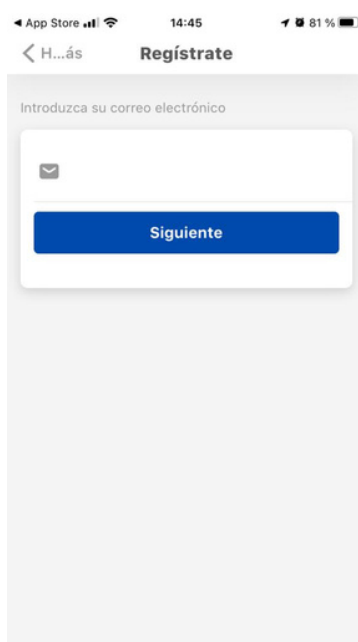 App Store 14:45 81 %
H...ás Regístrate
Introduzca su correo electrónico
Siguiente